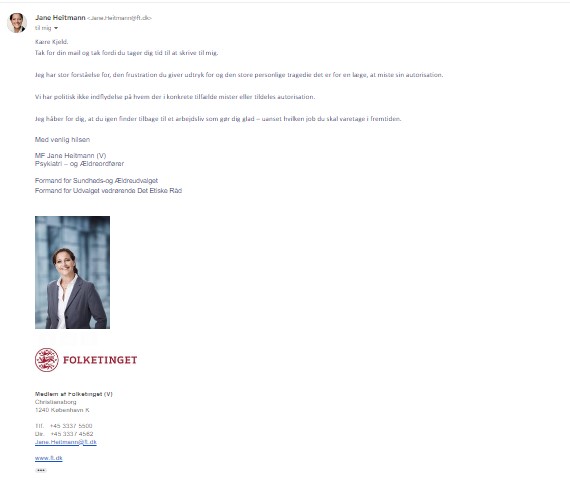 Jane Heitmann <Jane.Heitmann@ft.dk>
til mig
Kære Kjeld.
Tak for din mail og tak fordi du tager dig tid til at skrive til mig.
Jeg har stor forståelse for, den frustration du giver udtryk for og den store personlige tragedie det er for en læge, at miste sin autorisation.
Vi har politisk ikke indflydelse på hvem der i konkrete tilfælde mister eller tildeles autorisation.
Jeg håber for dig, at du igen finder tilbage til et arbejdsliv som gør dig glad – uanset hvilken job du skal varetage i fremtiden.
Med venlig hilsen
MF Jane Heitmann (V)
Psykiatri – og Ældreordfører
Formand for Sundheds-og Ældreudvalget
Formand for Udvalget vedrørende Det Etiske Råd
FOLKETINGET
Medlem af Folketinget (V)
Christiansborg
1240 København K
Tlf. +45 3337 5500
Dir. +45 3337 4582
Jane.Heitmann@ft.dk
www.ft.dk